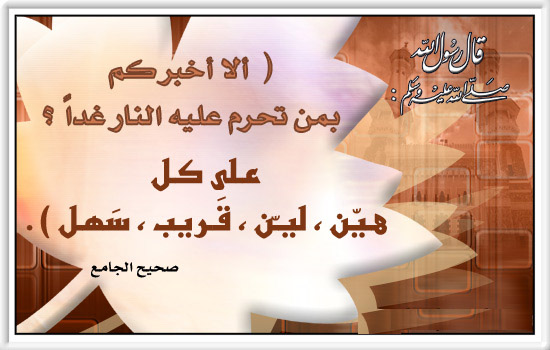 قال رسول الله
صلى الله عليه وسلم :
( ألا أخبركم
بمن تحرم عليه النار غداً ؟
على كل
هيّن ، ليّن ، قَريب ، سَهل ) .
صحيح الجامع